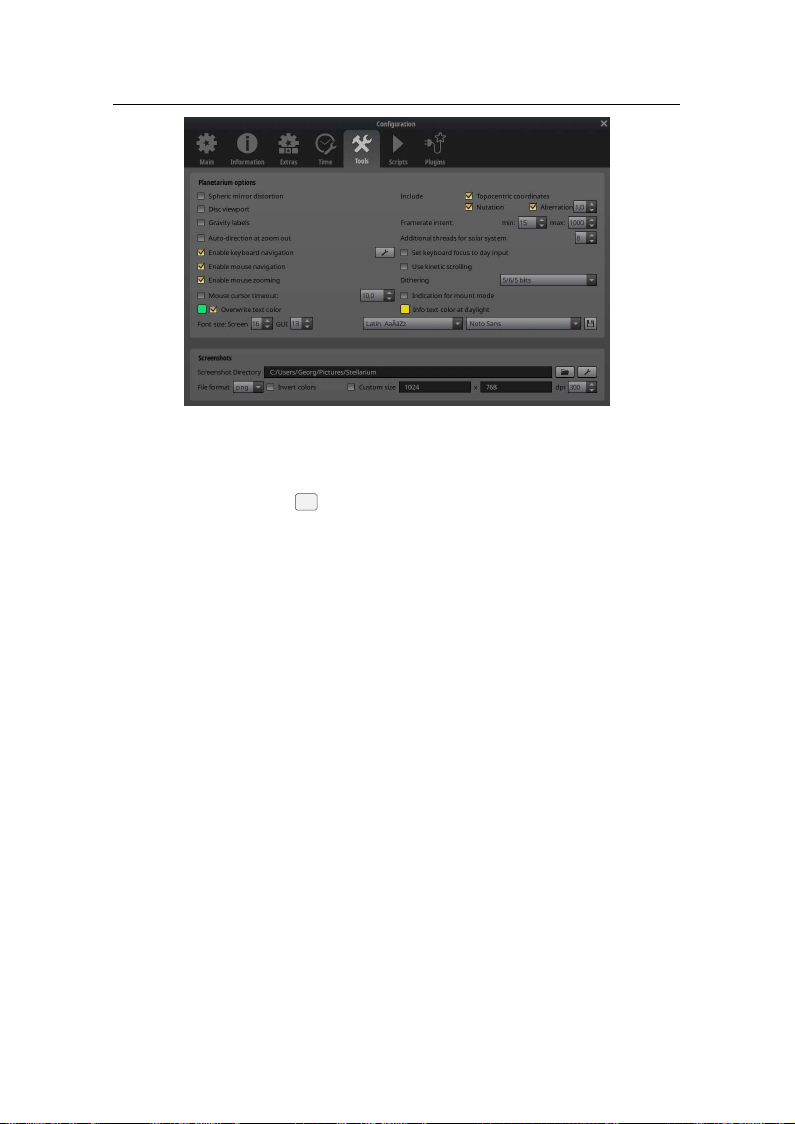 Configuration
Main Information Extras Time Tools Scripts Plugins
Planetarium options
Spheric mirror distortion Include Topocentric coordinates
Disc viewport Nutation Aberration 1,0
Gravity labels Framerate intent: min: 15 max: 1000
Auto-direction at zoom out Additional threads for solar system 8
Enable keyboard navigation Set keyboard focus to day input
Enable mouse navigation Use kinetic scrolling
Enable mouse zooming Dithering 5/6/5 bits
Mouse cursor timeout: 10,0 Indication for mount mode
Overwrite text color Info text color at daylight
Font size: Screen 16 GUI 13 Latin AaÃáZz Noto Sans
Screenshots
Screenshot Directory C:/Users/Georg/Pictures/Stellarium
File format png Invert colors Custom size 1024 x 768 dpi 300